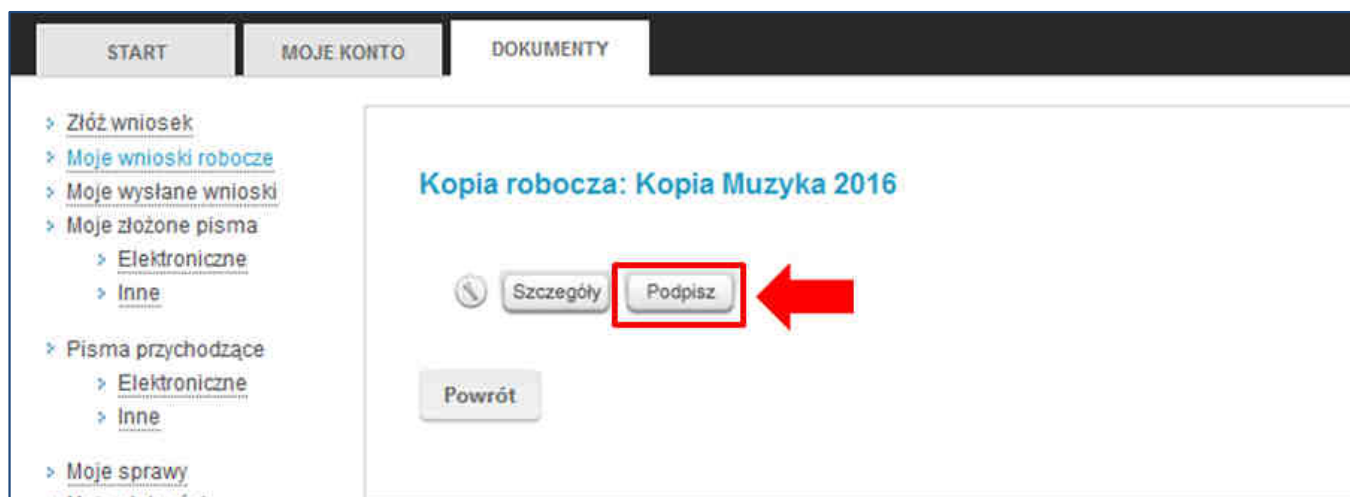 START MOJE KONTO DOKUMENTY
Złóż wniosek
Moje wnioski robocze
Moje wysłane wnioski
Moje złożone pisma
Elektroniczne
Inne
Pisma przychodzące
Elektroniczne
Inne
Moje sprawy
Kopia robocza: Kopia Muzyka 2016
Szczegóły Podpisz
Powrót